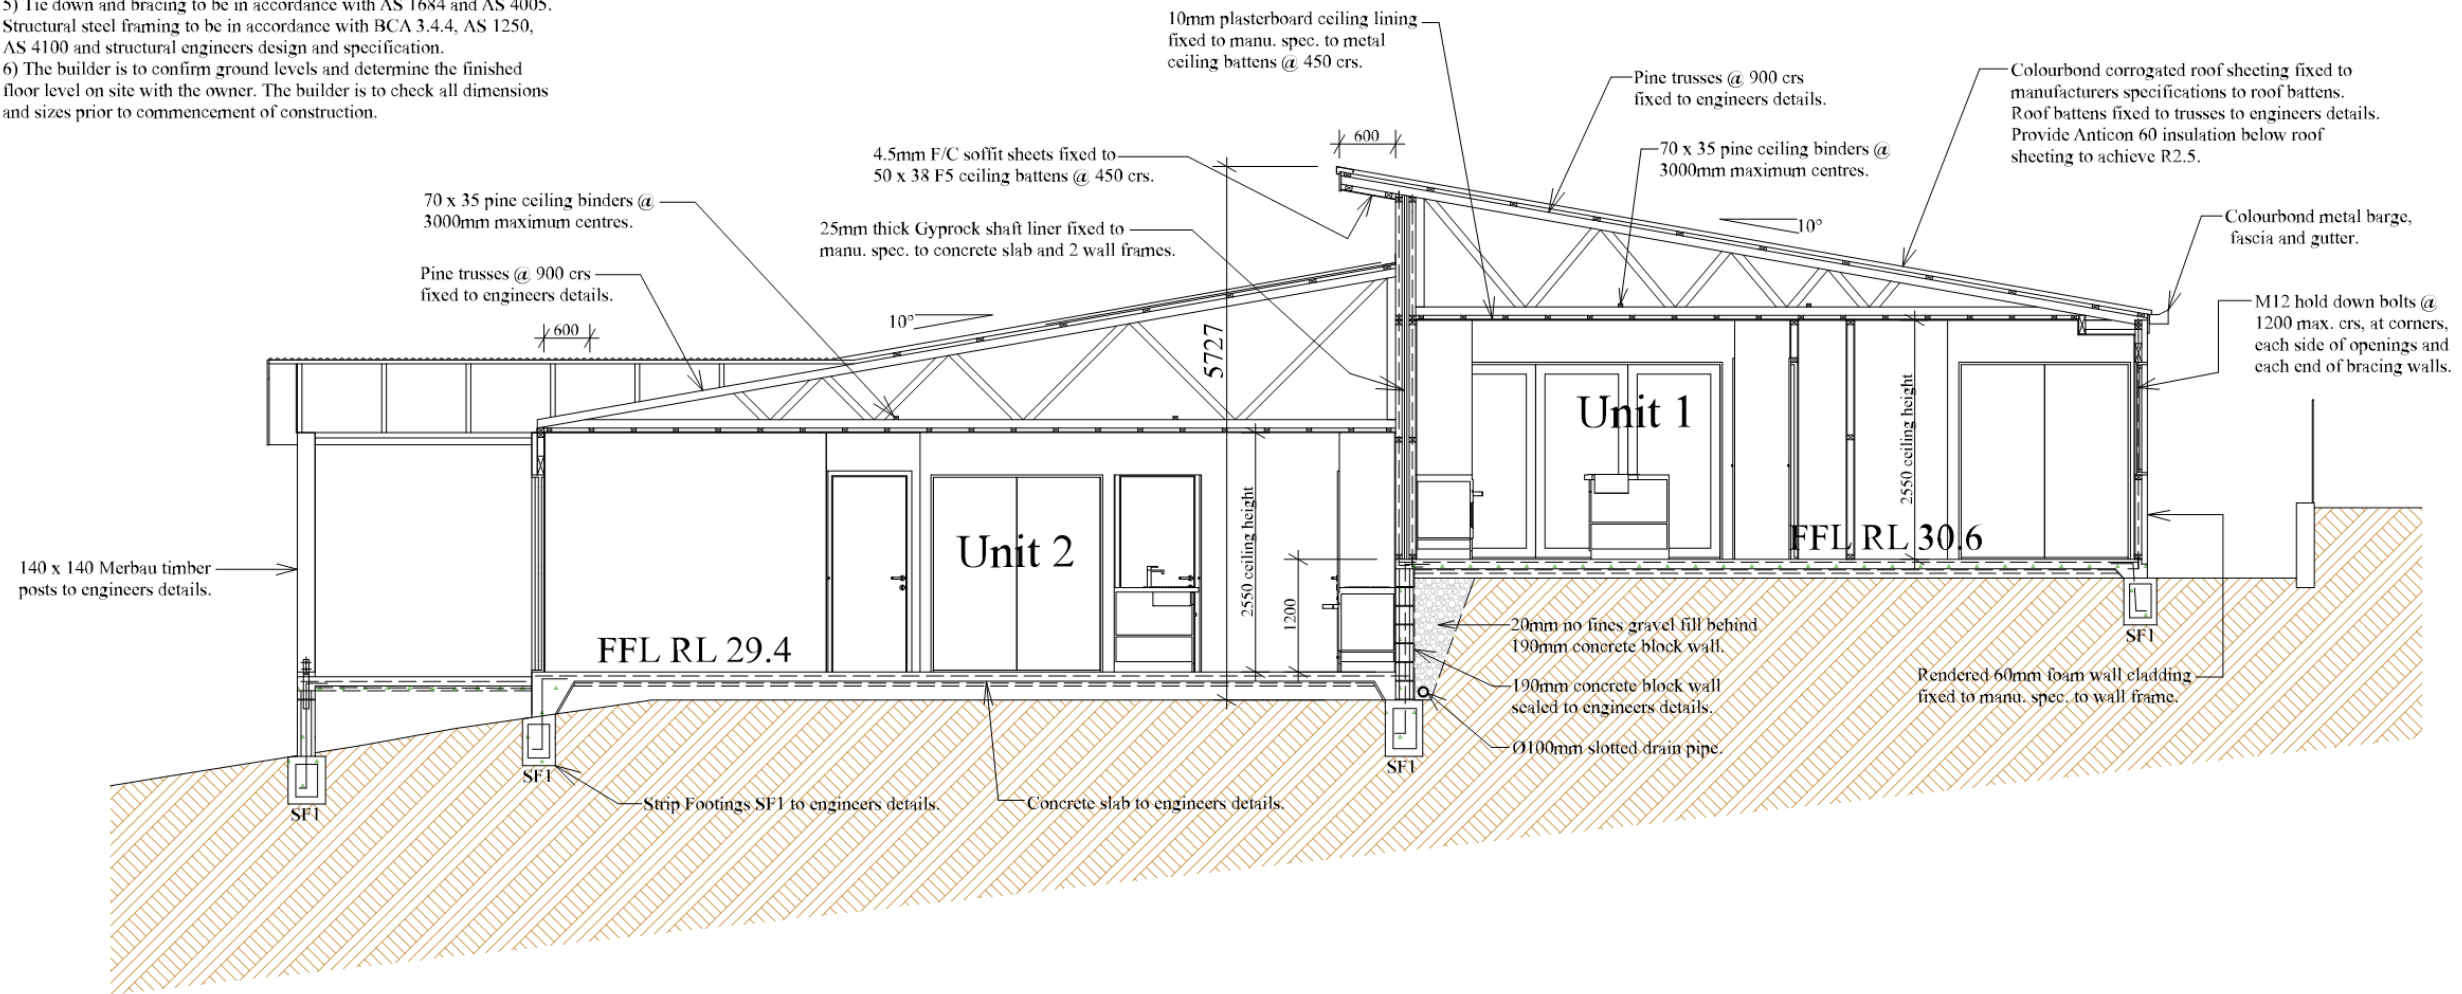 5) Tie down and bracing to be in accordance with AS 1684 and AS 4005.
Structural steel framing to be in accordance with BCA 3.4.4, AS 1250,
AS 4100 and structural engineers design and specification.
6) The builder is to confirm ground levels and determine the finished
floor level on site with the owner. The builder is to check all dimensions
and sizes prior to commencement of construction.
10mm plasterboard ceiling lining
fixed to manu. spec. to metal
ceiling battens @ 450 crs.
Pine trusses @ 900 crs
fixed to engineers details.
Colourbond corrogated roof sheeting fixed to
manufacturers specifications to roof battens.
Roof battens fixed to trusses to engineers details.
Provide Anticon 60 insulation below roof
sheeting to achieve R2.5.
600
4.5mm F/C soffit sheets fixed to
50 x 38 F5 ceiling battens @ 450 crs.
70 x 35 pine ceiling binders @
3000mm maximum centres.
70 x 35 pine ceiling binders @
3000mm maximum centres.
25mm thick Gyprock shaft liner fixed to
manu. spec. to concrete slab and 2 wall frames.
10°
Colourbond metal barge,
fascia and gutter.
Pine trusses @ 900 crs
fixed to engineers details.
M12 hold down bolts @
1200 max. crs, at corners,
each side of openings and
each end of bracing walls.
10°
600
5727
Unit 1
2550 ceiling height
FFL RL 30.6
Unit 2
2550 ceiling height
1200
140 x 140 Merbau timber
posts to engineers details.
FFL RL 29.4
20mm no fines gravel fill behind
190mm concrete block wall.
SF1
Rendered 60mm foam wall cladding
fixed to manu. spec. to wall frame.
190mm concrete block wall
sealed to engineers details.
Ø100mm slotted drain pipe.
SF1
SF1
SF1
Strip Footings SF1 to engineers details.
Concrete slab to engineers details.